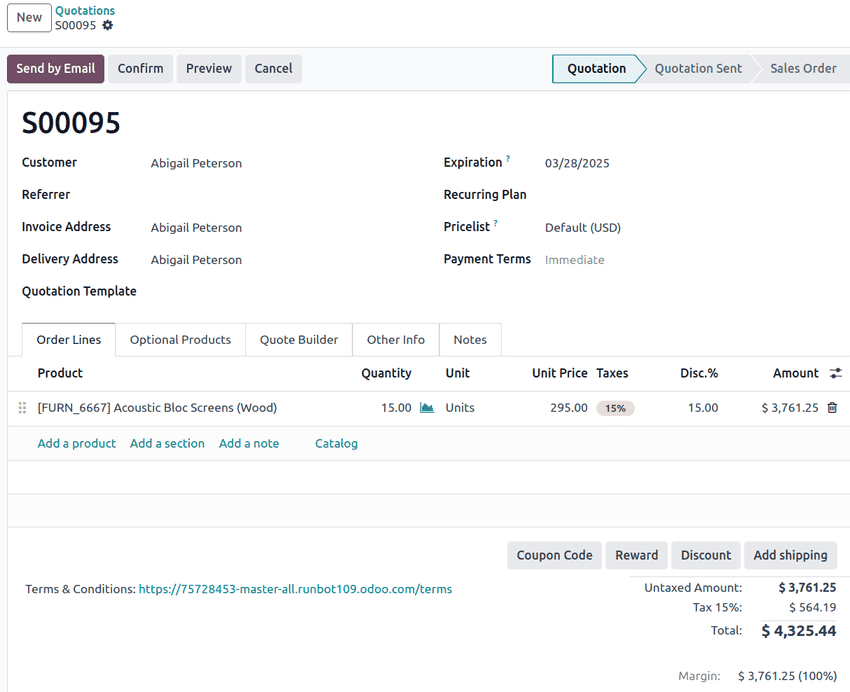 New Quotations
S00095
Send by Email Confirm Preview Cancel Quotation Quotation Sent Sales Order
S00095
Customer Abigail Peterson Expiration ? 03/28/2025
Referrer Recurring Plan
Invoice Address Abigail Peterson Pricelist ? Default (USD)
Delivery Address Abigail Peterson Payment Terms Immediate
Quotation Template
Order Lines Optional Products Quote Builder Other Info Notes
Product Quantity Unit Unit Price Taxes Disc.% Amount
[FURN_6667] Acoustic Bloc Screens (Wood) 15.00 Units 295.00 15% 15.00 $ 3,761.25
Add a product Add a section Add a note Catalog
Coupon Code Reward Discount Add shipping
Terms & Conditions: https://75728453-master-all.runbot109.odoo.com/terms Untaxed Amount: $ 3,761.25
Tax 15%: $ 564.19
Total: $ 4,325.44
Margin: $ 3,761.25 (100%)